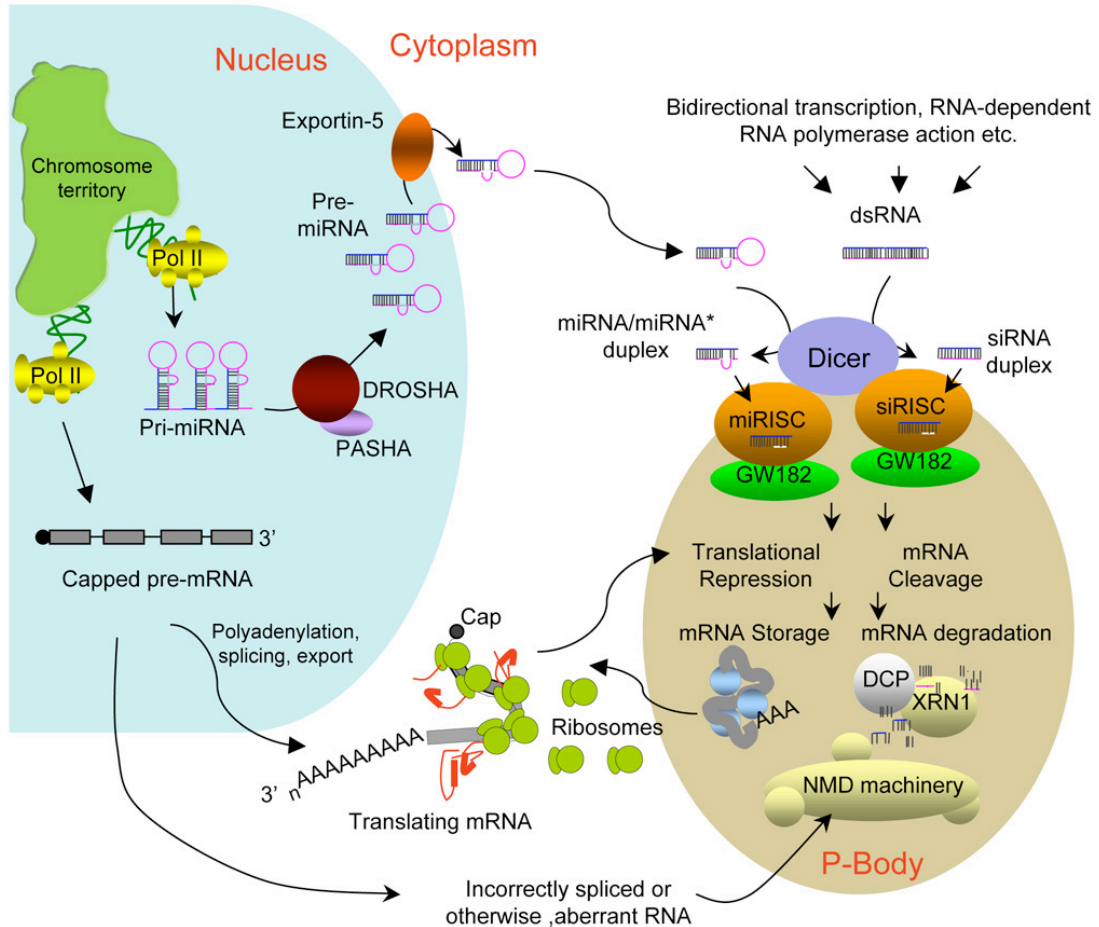 Nucleus
Cytoplasm
Exportin-5
Chromosome
territory
Pre-
miRNA
Pol II
Pol II
Pri-miRNA
DROSHA
PASHA
3’
Capped pre-mRNA
Polyadenylation,
splicing, export
Cap
Ribosomes
3’ nAAAAAAAAA
Translating mRNA
Incorrectly spliced or
otherwise ,aberrant RNA
Bidirectional transcription, RNA-dependent
RNA polymerase action etc.
dsRNA
miRNA/miRNA*
duplex
Dicer
siRNA
duplex
miRISC
siRISC
GW182
GW182
Translational
Repression
mRNA
Cleavage
mRNA Storage
mRNA degradation
AAA
DCP
XRN1
NMD machinery
P-Body